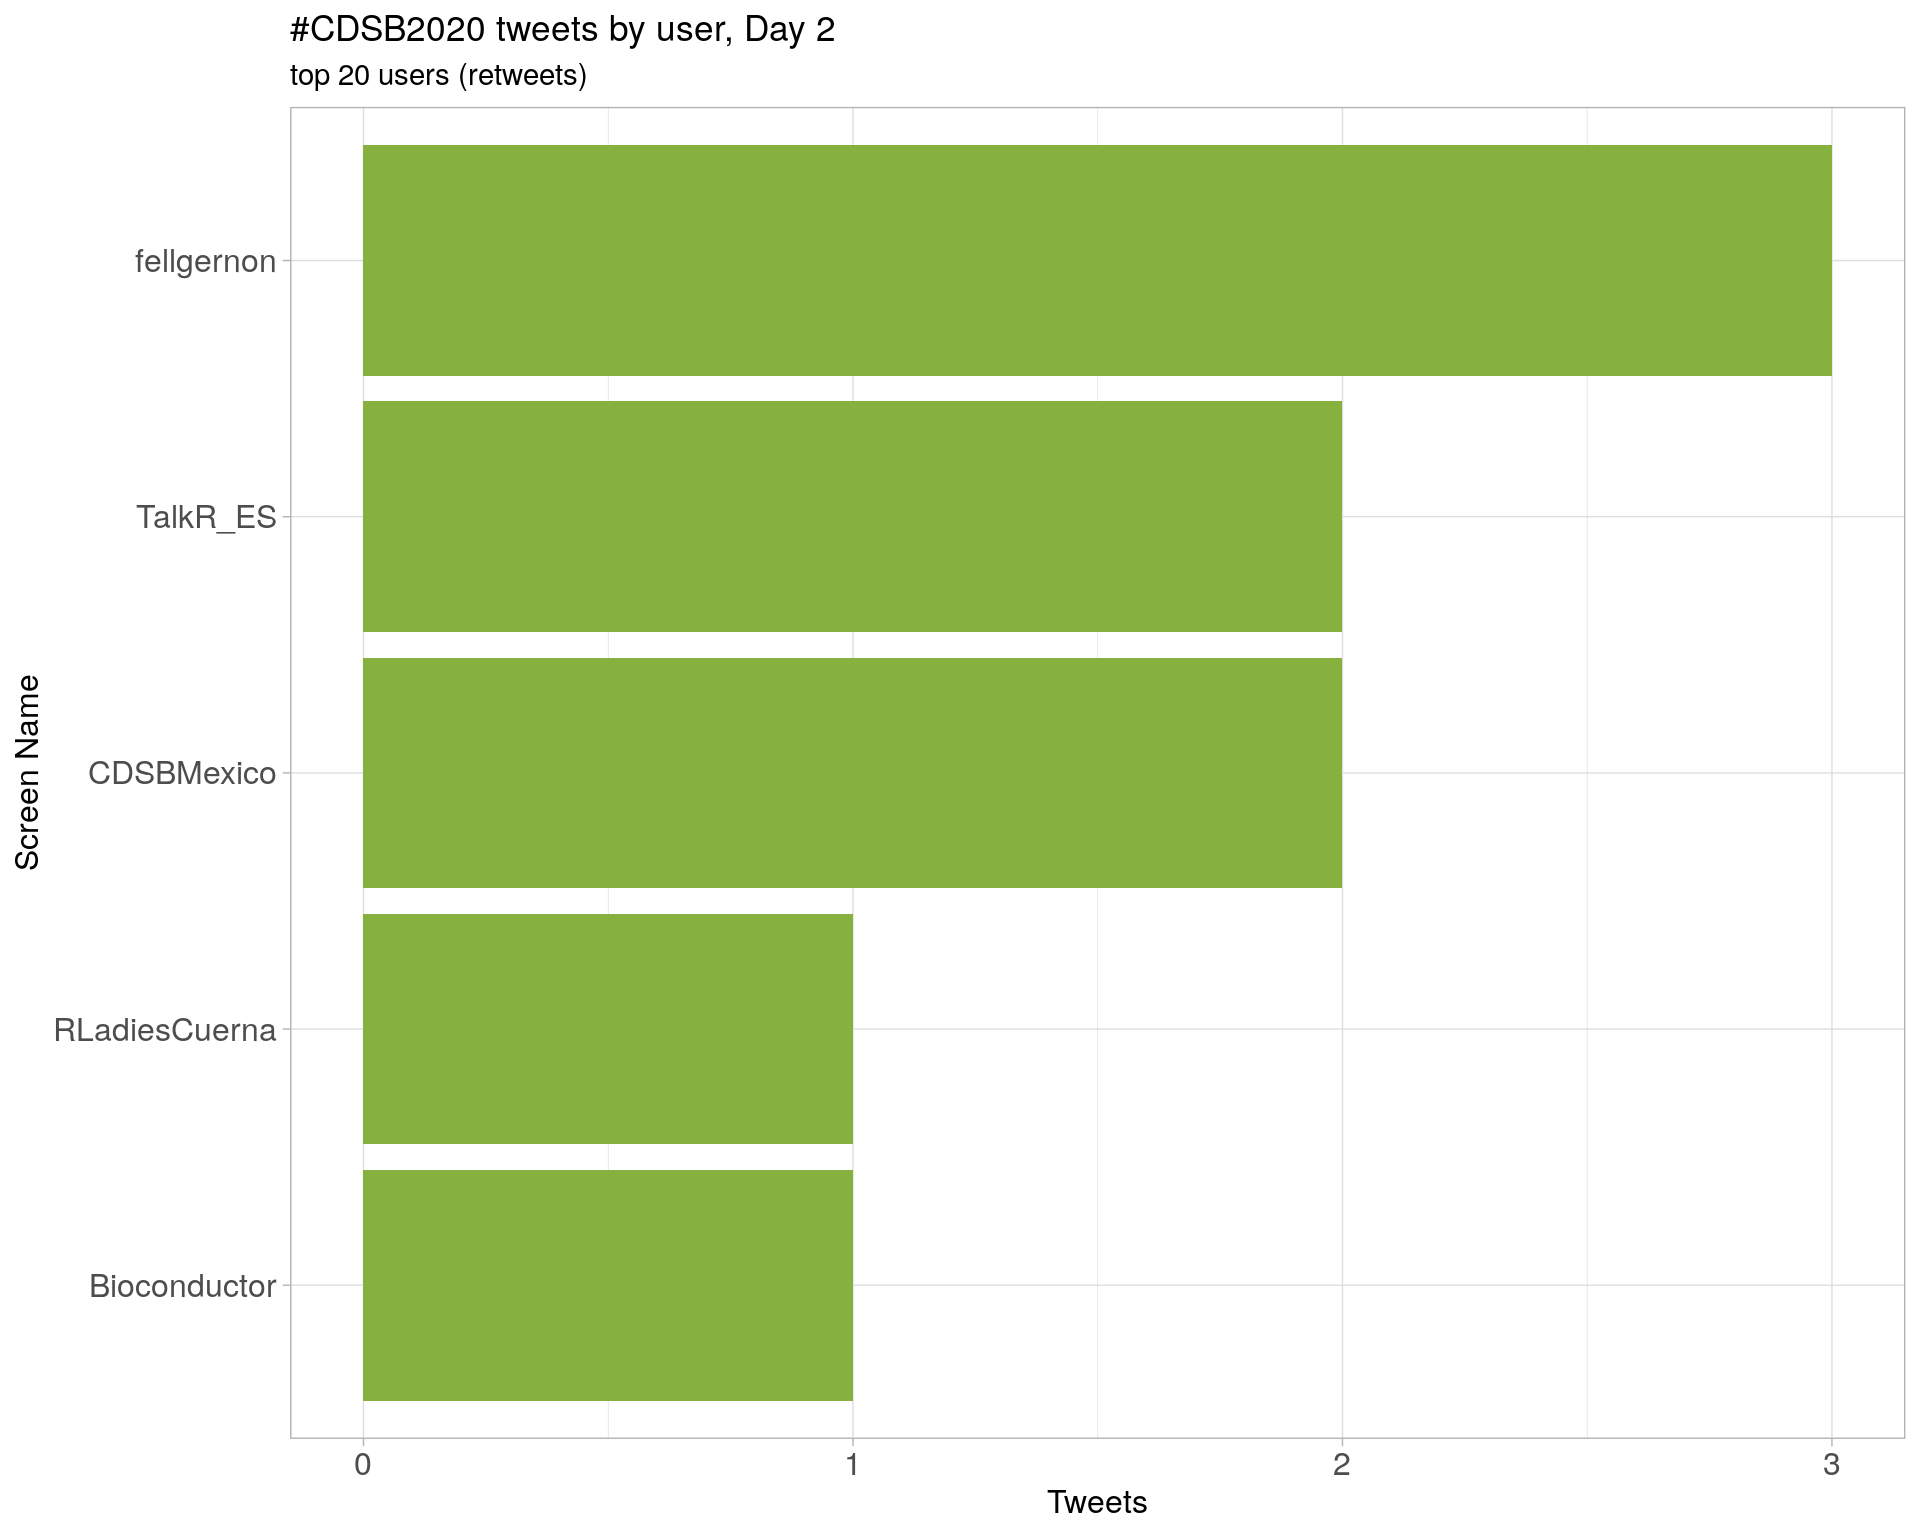 #CDSB2020 tweets by user, Day 2
top 20 users (retweets)
Screen Name
fellgernon
TalkR_ES
CDSBMexico
RLadiesCuerna
Bioconductor
0 1 2 3
Tweets